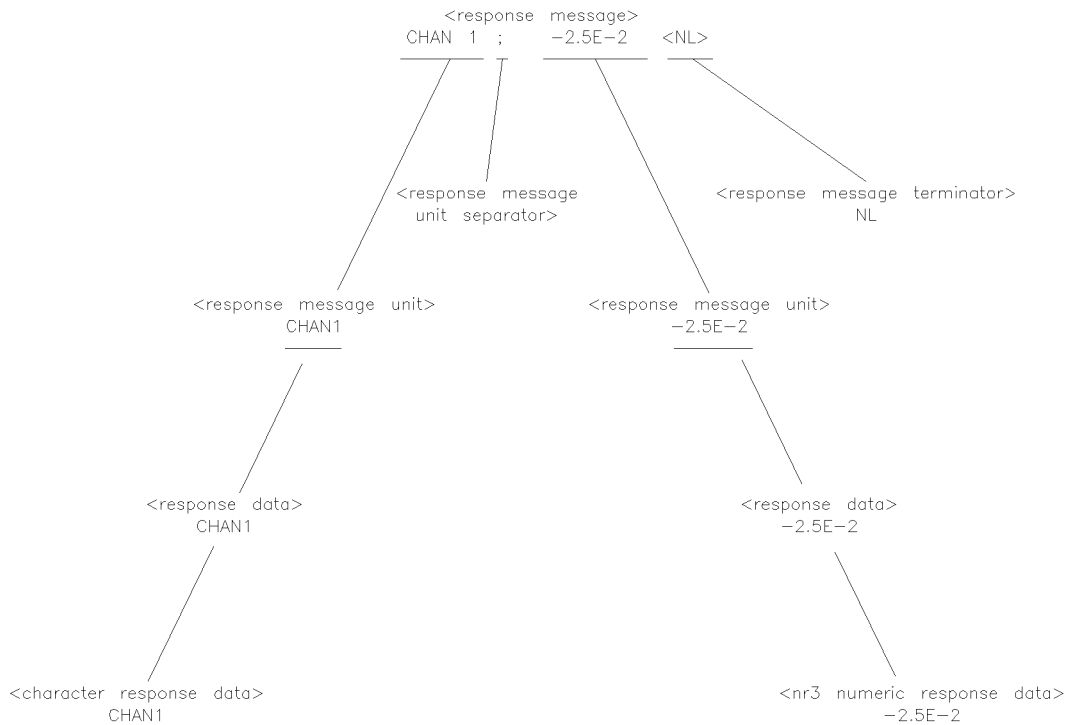 <response message>
CHAN 1 ; −2.5E−2 <NL>
<response message
unit separator>
<response message terminator>
NL
<response message unit>
CHAN1
<response message unit>
−2.5E−2
<response data>
CHAN1
<response data>
−2.5E−2
<character response data>
CHAN1
<nr3 numeric response data>
−2.5E−2